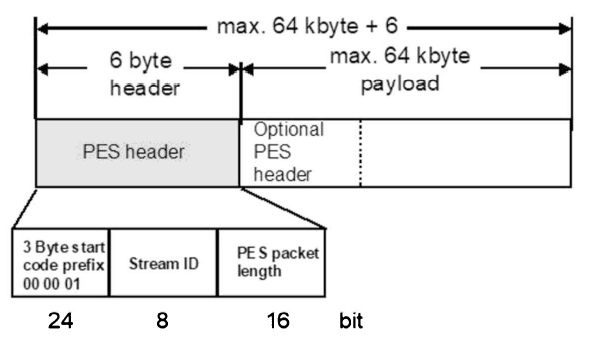 max. 64 kbyte + 6
6 byte
header
max. 64 kbyte
payload
PES header
Optional
PES
header
3 Byte start
code prefix
00 00 01
Stream ID
PES packet
length
24 8 16 bit